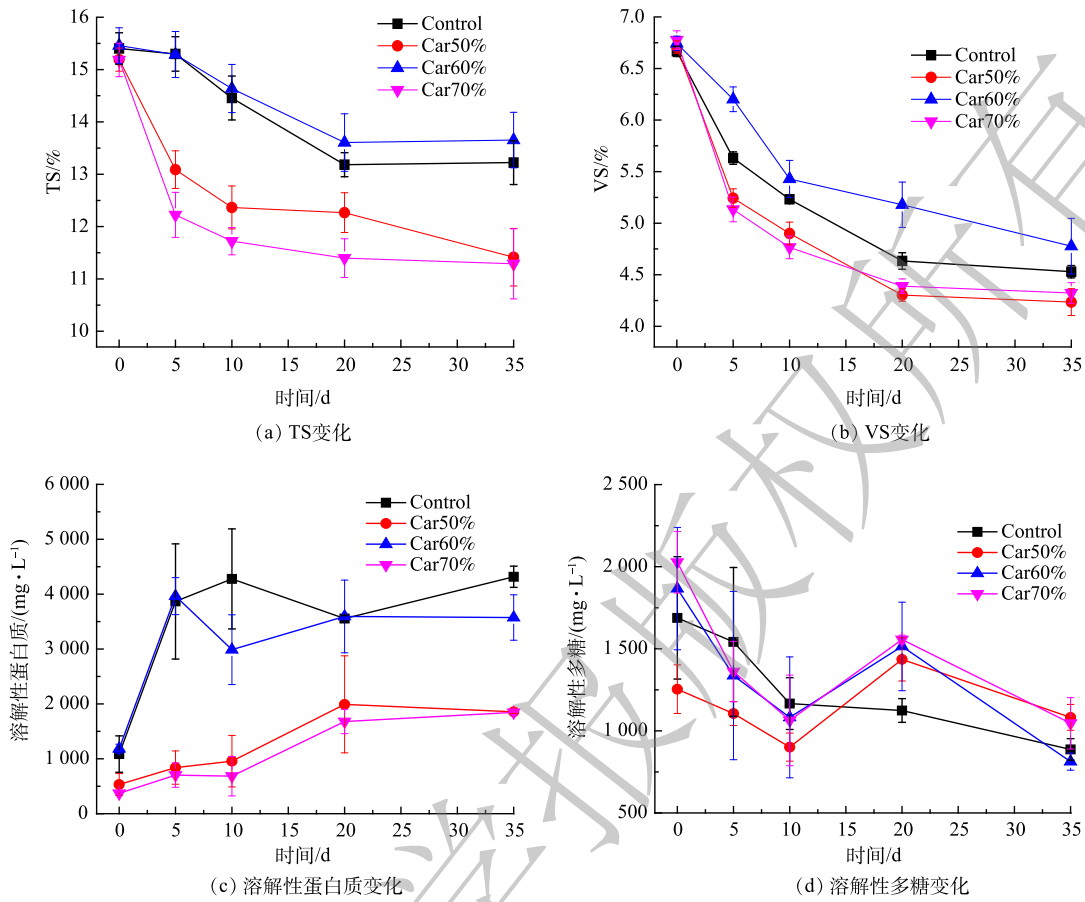 16
15
14
13
12
11
10
TS/%
Control
Car50%
Car60%
Car70%
0 5 10 15 20 25 30 35
时间/d
(a) TS变化
7.0
6.5
6.0
5.5
5.0
4.5
4.0
VS/%
Control
Car50%
Car60%
Car70%
0 5 10 15 20 25 30 35
时间/d
(b) VS变化
6 000
5 000
4 000
3 000
2 000
1 000
0
溶解性蛋白质/(mg·L⁻¹)
Control
Car50%
Car60%
Car70%
0 5 10 15 20 25 30 35
时间/d
(c) 溶解性蛋白质变化
2 500
2 000
1 500
1 000
500
溶解性多糖/(mg·L⁻¹)
Control
Car50%
Car60%
Car70%
0 5 10 15 20 25 30 35
时间/d
(d) 溶解性多糖变化
学报版权所有